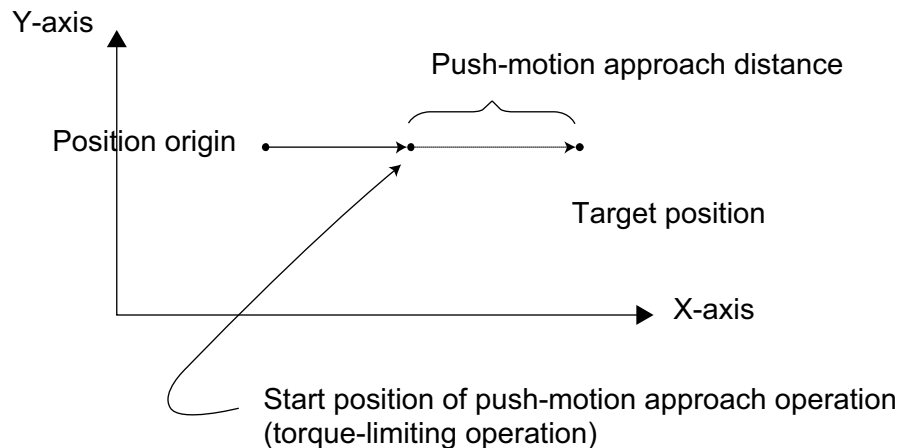 Y-axis
Push-motion approach distance
Position origin
Target position
X-axis
Start position of push-motion approach operation
(torque-limiting operation)